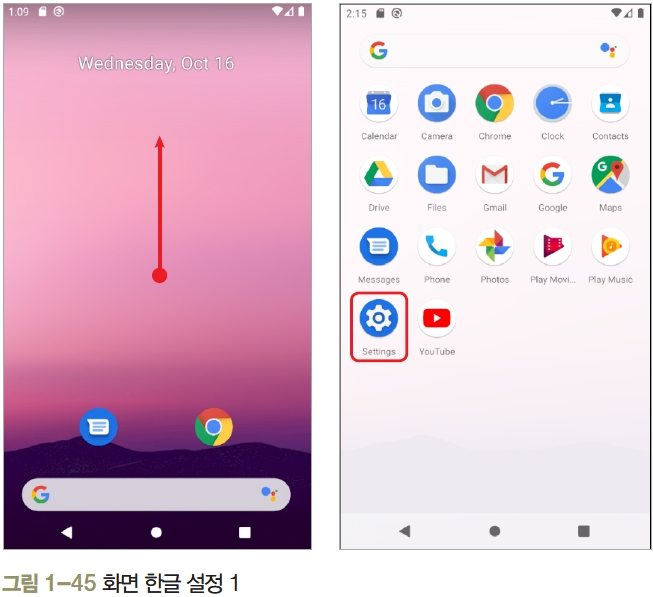 1:09
Wednesday, Oct 16
2:15
16
Calendar Camera Chrome Clock Contacts
Drive Files Gmail Google Maps
Messages Phone Photos Play Movi... Play Music
Settings YouTube
그림 1-45 화면 한글 설정 1